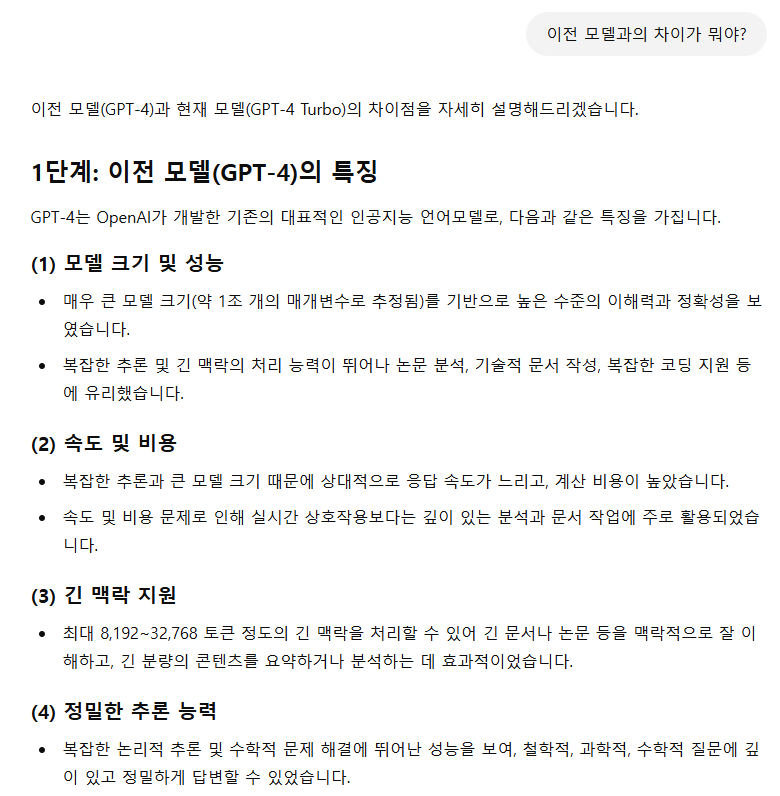 이전 모델과의 차이가 뭐야?
이전 모델(GPT-4)과 현재 모델(GPT-4 Turbo)의 차이점을 자세히 설명해드리겠습니다.
1단계: 이전 모델(GPT-4)의 특징
GPT-4는 OpenAI가 개발한 기존의 대표적인 인공지능 언어모델로, 다음과 같은 특징을 가집니다.
(1) 모델 크기 및 성능
• 매우 큰 모델 크기(약 1조 개의 매개변수로 추정됨)를 기반으로 높은 수준의 이해력과 정확성을 보
였습니다.
• 복잡한 추론 및 긴 맥락의 처리 능력이 뛰어나 논문 분석, 기술적 문서 작성, 복잡한 코딩 지원 등
에 유리했습니다.
(2) 속도 및 비용
• 복잡한 추론과 큰 모델 크기 때문에 상대적으로 응답 속도가 느리고, 계산 비용이 높았습니다.
• 속도 및 비용 문제로 인해 실시간 상호작용보다는 깊이 있는 분석과 문서 작업에 주로 활용되었습
니다.
(3) 긴 맥락 지원
• 최대 8,192~32,768 토큰 정도의 긴 맥락을 처리할 수 있어 긴 문서나 논문 등을 맥락적으로 잘 이
해하고, 긴 분량의 콘텐츠를 요약하거나 분석하는 데 효과적이었습니다.
(4) 정밀한 추론 능력
• 복잡한 논리적 추론 및 수학적 문제 해결에 뛰어난 성능을 보여, 철학적, 과학적, 수학적 질문에 깊
이 있고 정밀하게 답변할 수 있었습니다.